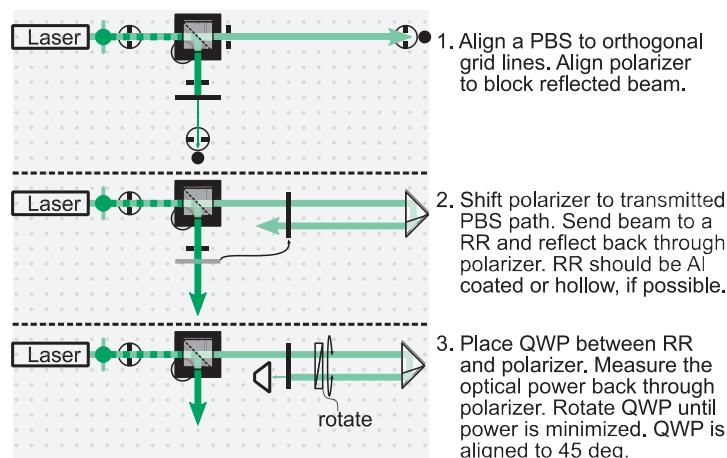 Laser
1. Align a PBS to orthogonal
grid lines. Align polarizer
to block reflected beam.
Laser
2. Shift polarizer to transmitted
PBS path. Send beam to a
RR and reflect back through
polarizer. RR should be Al
coated or hollow, if possible.
Laser
rotate
3. Place QWP between RR
and polarizer. Measure the
optical power back through
polarizer. Rotate QWP until
power is minimized. QWP is
aligned to 45 deg.